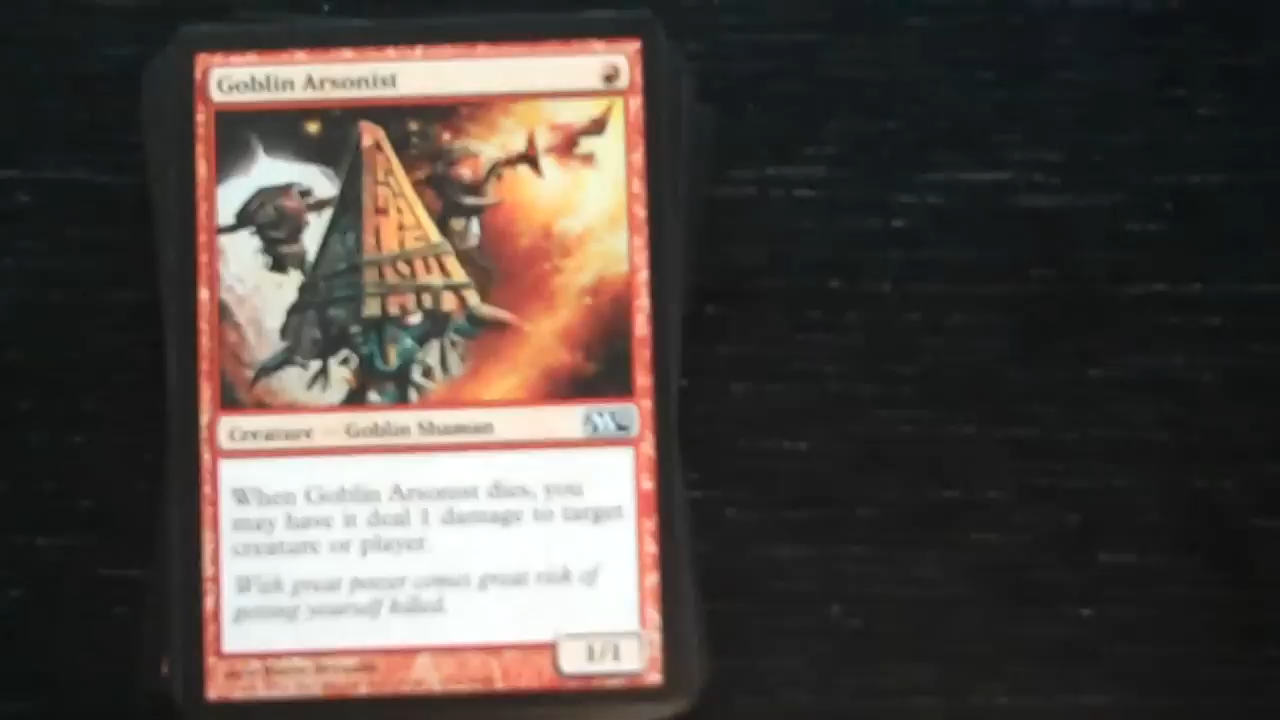 Goblin Arsonist
Creature — Goblin Shaman
When Goblin Arsonist dies, you
may have it deal 1 damage to target
creature or player.
With great power comes great risk of
getting yourself killed.
1/1